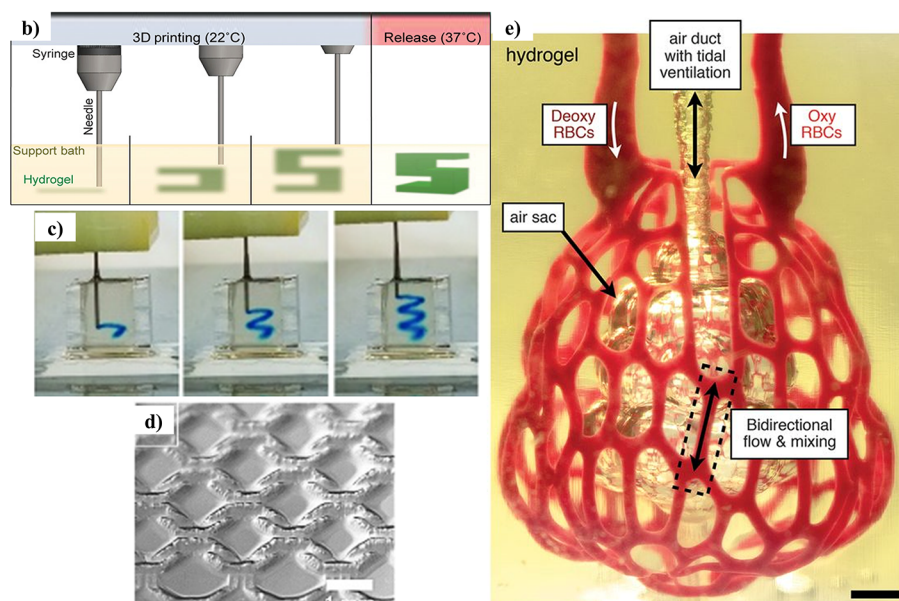 b)
3D printing (22°C)
Release (37°C)
Syringe
Needle
Support bath
Hydrogel
c)
d)
e)
hydrogel
air duct
with tidal
ventilation
Deoxy
RBCs
Oxy
RBCs
air sac
Bidirectional
flow & mixing